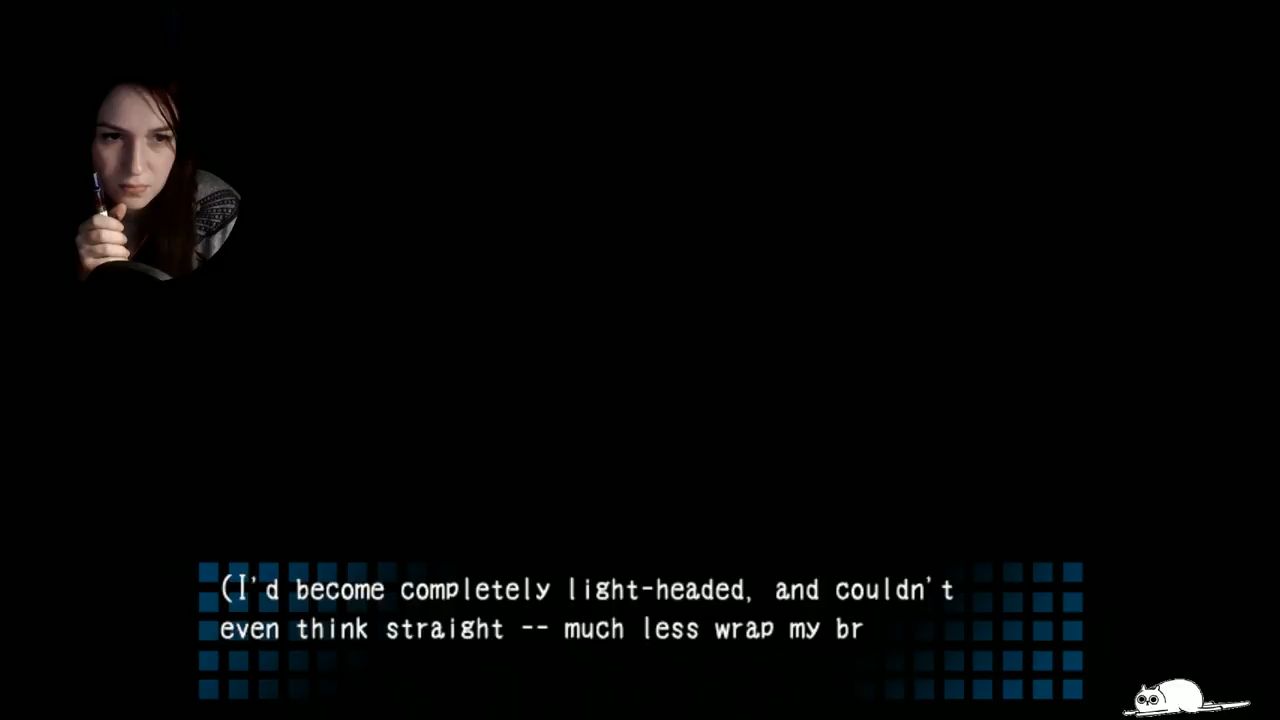 (I'd become completely light-headed, and couldn't
even think straight -- much less wrap my br